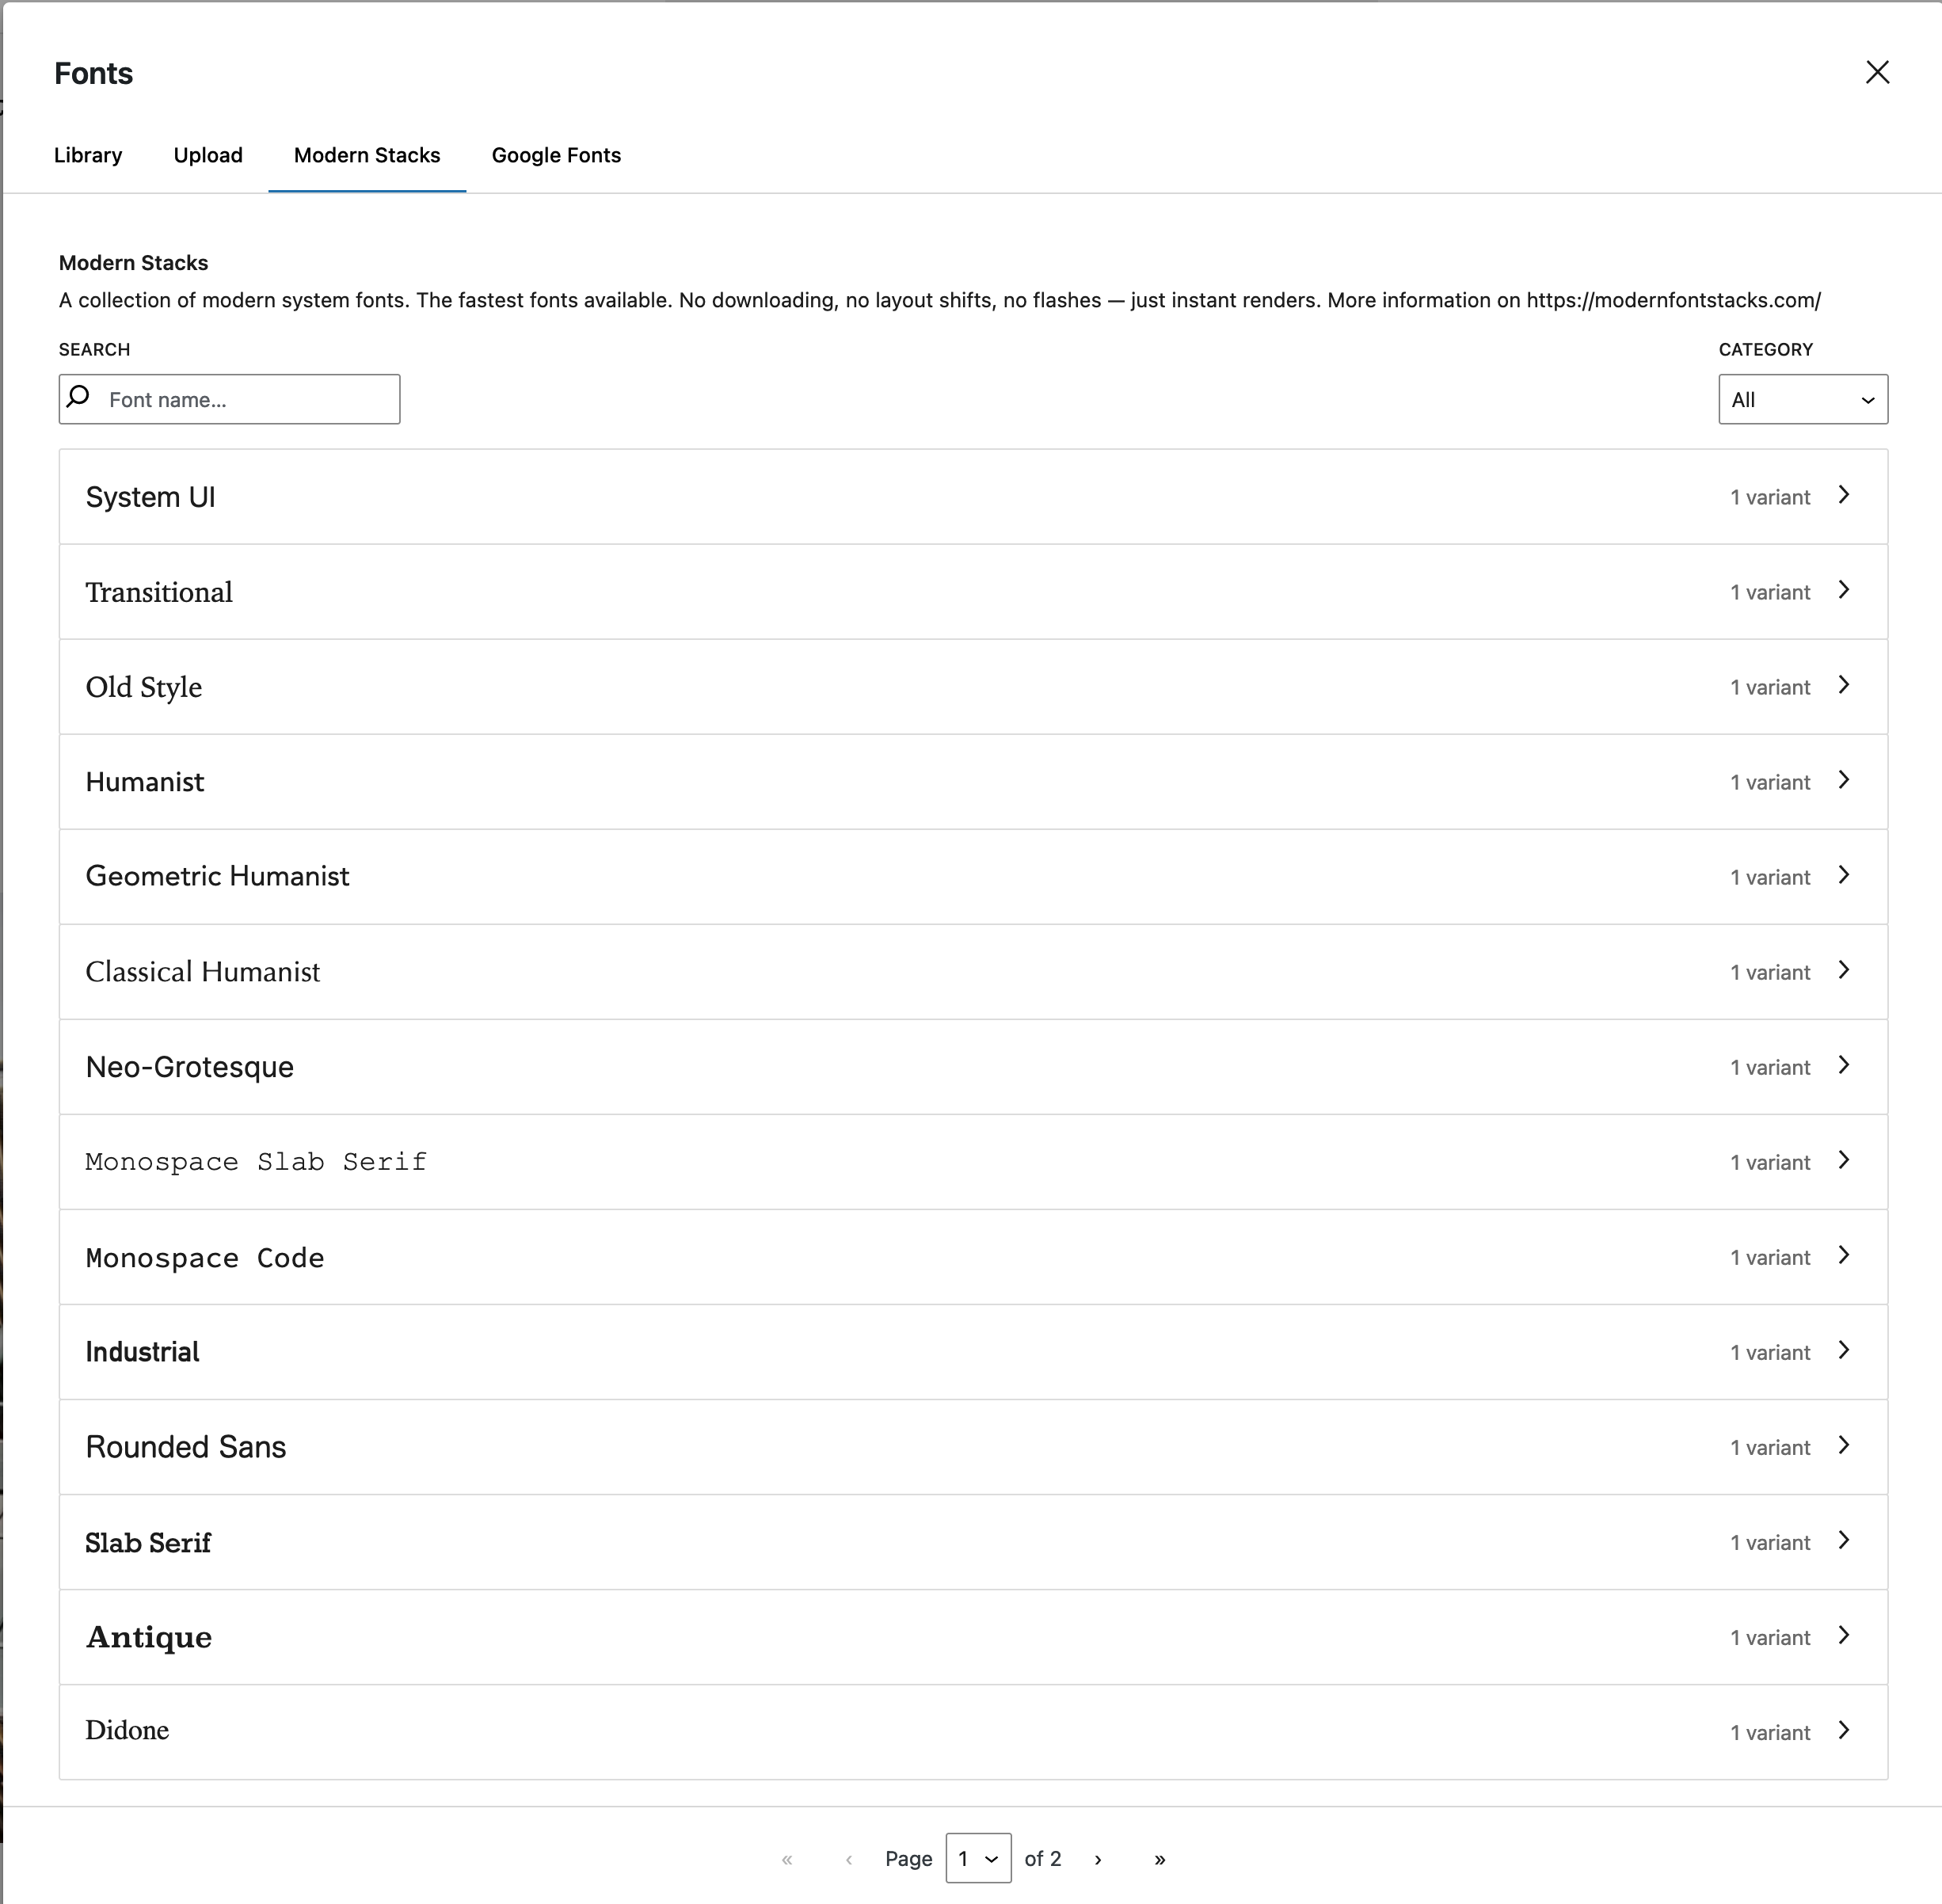 Fonts
Library Upload Modern Stacks Google Fonts
Modern Stacks
A collection of modern system fonts. The fastest fonts available. No downloading, no layout shifts, no flashes — just instant renders. More information on https://modernfontstacks.com/
SEARCH CATEGORY
Font name... All
System UI 1 variant
Transitional 1 variant
Old Style 1 variant
Humanist 1 variant
Geometric Humanist 1 variant
Classical Humanist 1 variant
Neo-Grotesque 1 variant
Monospace Slab Serif 1 variant
Monospace Code 1 variant
Industrial 1 variant
Rounded Sans 1 variant
Slab Serif 1 variant
Antique 1 variant
Didone 1 variant
« ‹ Page 1 of 2 › »